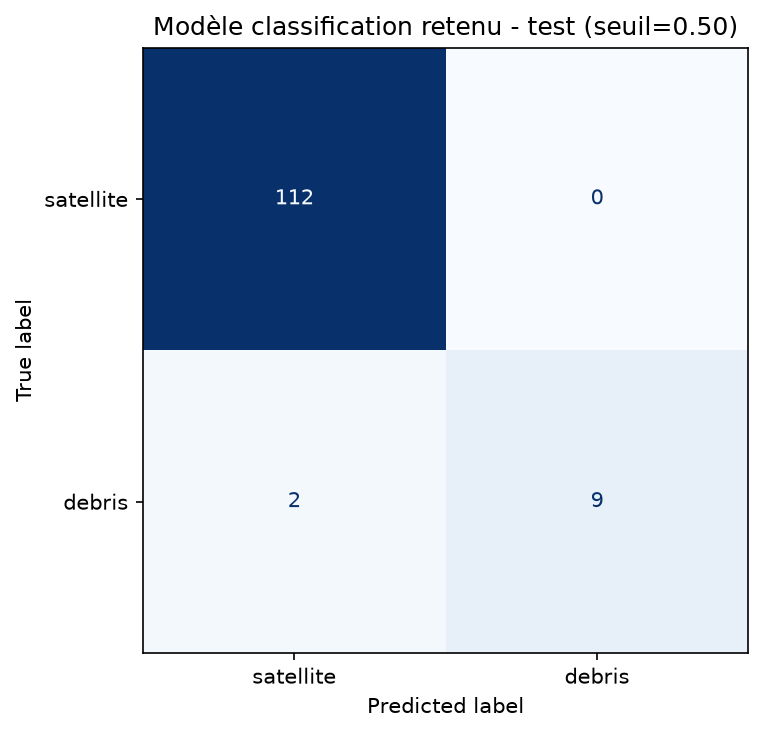 Modèle classification retenu - test (seuil=0.50)
True label
satellite
112
0
debris
2
9
satellite
debris
Predicted label